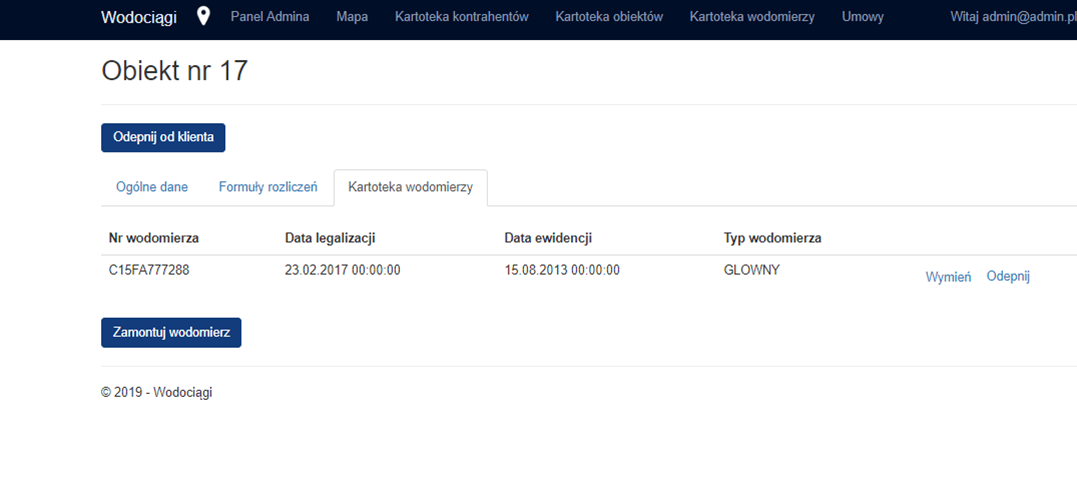 Wodociągi Panel Admina Mapa Kartoteka kontrahentów Kartoteka obiektów Kartoteka wodomierzy Umowy Witaj admin@admin.pl
Obiekt nr 17
Odepnij od klienta
Ogólne dane Formuły rozliczeń Kartoteka wodomierzy
Nr wodomierza Data legalizacji Data ewidencji Typ wodomierza
C15FA777288 23.02.2017 00:00:00 15.08.2013 00:00:00 GLOWNY Wymień Odepnij
Zamontuj wodomierz
© 2019 - Wodociągi